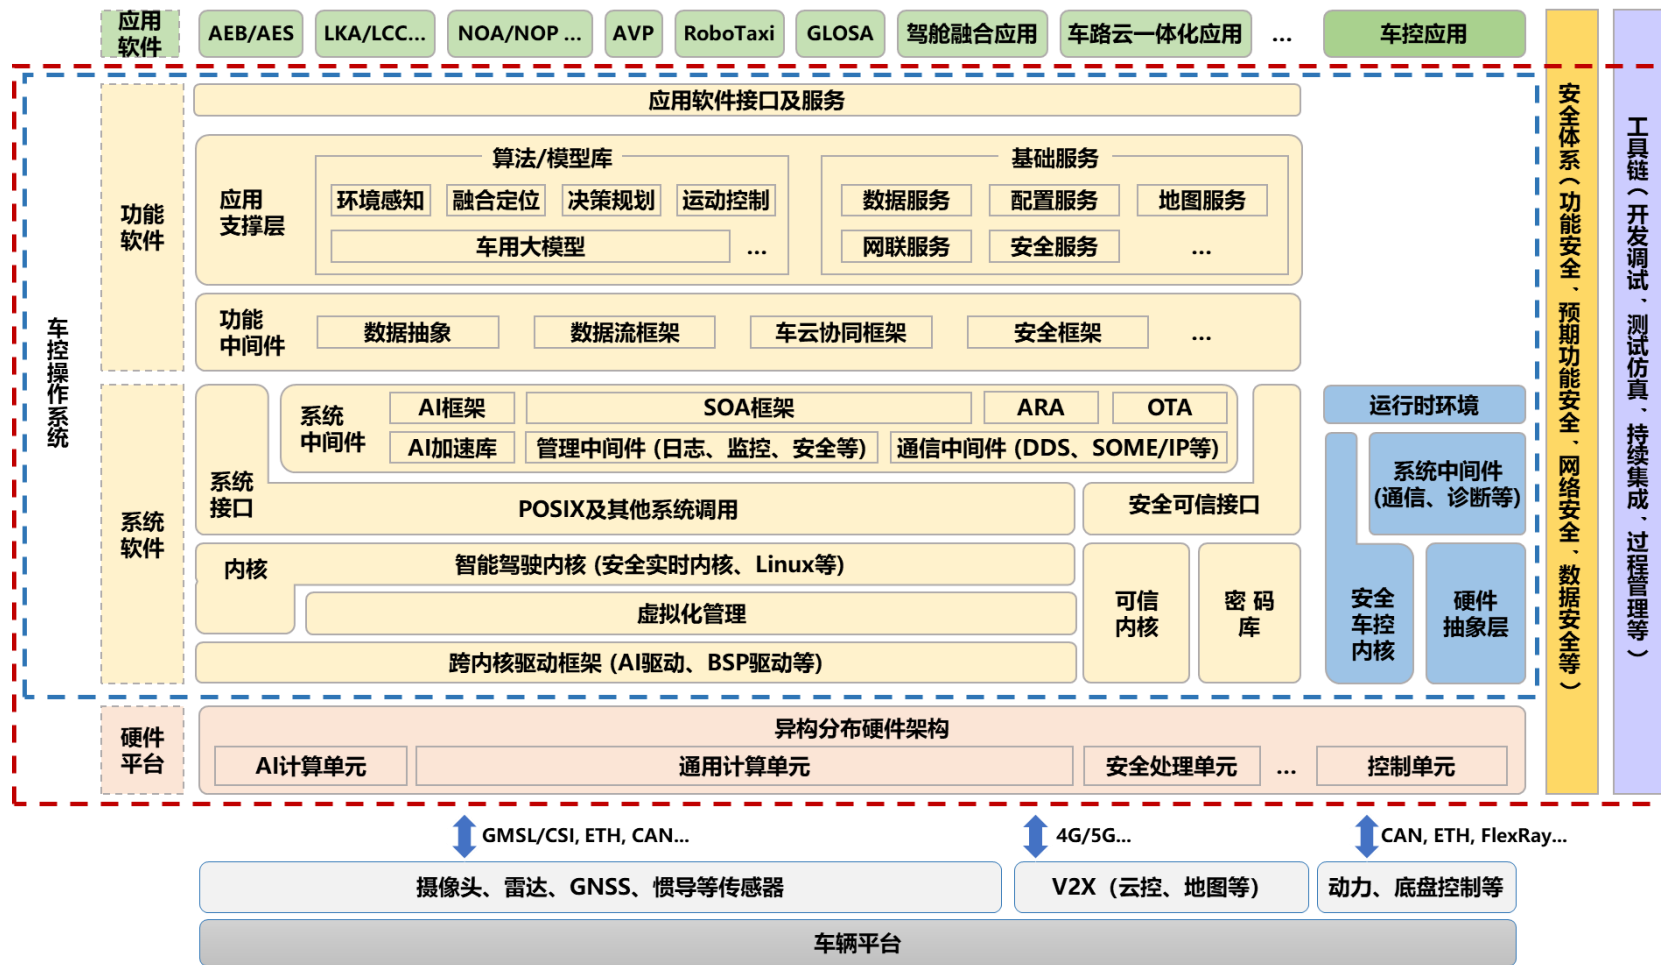 应用
软件
AEB/AES
LKA/LCC...
NOA/NOP ...
AVP
RoboTaxi
GLOSA
驾舱融合应用
车路云一体化应用
...
车控应用
车控操作系统
功能
软件
应用软件接口及服务
应用
支撑层
算法/模型库
环境感知
融合定位
决策规划
运动控制
车用大模型
...
基础服务
数据服务
配置服务
地图服务
网联服务
安全服务
...
功能
中间件
数据抽象
数据流框架
车云协同框架
安全框架
...
系统
软件
系统
接口
系统
中间件
AI框架
SOA框架
ARA
OTA
AI加速库
管理中间件 (日志、监控、安全等)
通信中间件 (DDS、SOME/IP等)
POSIX及其他系统调用
安全可信接口
内核
智能驾驶内核 (安全实时内核、Linux等)
虚拟化管理
跨内核驱动框架 (AI驱动、BSP驱动等)
可信
内核
密 码
库
运行时环境
系统中间件
(通信、诊断等)
安全
车控
内核
硬件
抽象层
硬件
平台
异构分布硬件架构
AI计算单元
通用计算单元
安全处理单元
...
控制单元
安全体系（功能安全、预期功能安全、网络安全、数据安全等）
工具链（开发调试、测试仿真、持续集成、过程管理等）
GMSL/CSI, ETH, CAN...
4G/5G...
CAN, ETH, FlexRay...
摄像头、雷达、GNSS、惯导等传感器
V2X（云控、地图等）
动力、底盘控制等
车辆平台